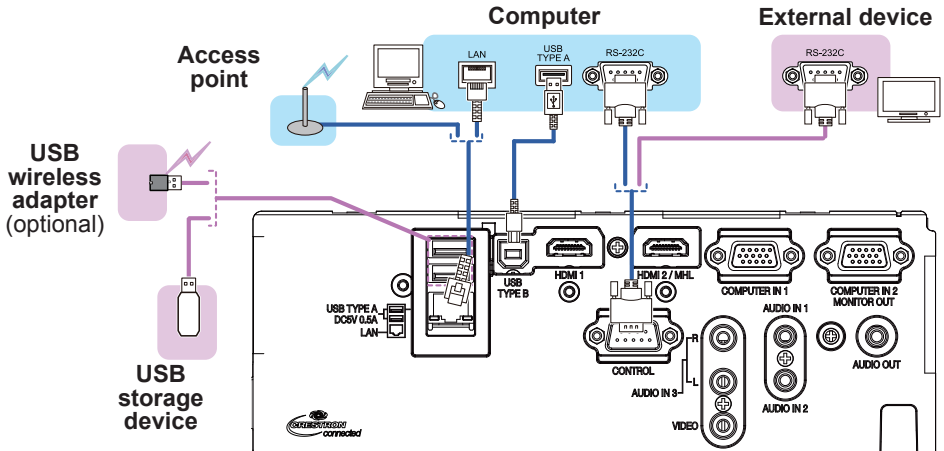 Computer
External device
Access
point
LAN
USB
TYPE A
RS-232C
RS-232C
USB
wireless
adapter
(optional)
USB
storage
device
USB TYPE A
DC5V 0.5A
LAN
USB
TYPE B
HDMI 1
HDMI 2 / MHL
COMPUTER IN 1
COMPUTER IN 2
MONITOR OUT
CONTROL
R
AUDIO IN 3
L
VIDEO
AUDIO IN 1
AUDIO IN 2
AUDIO OUT
CRESTRON
connected